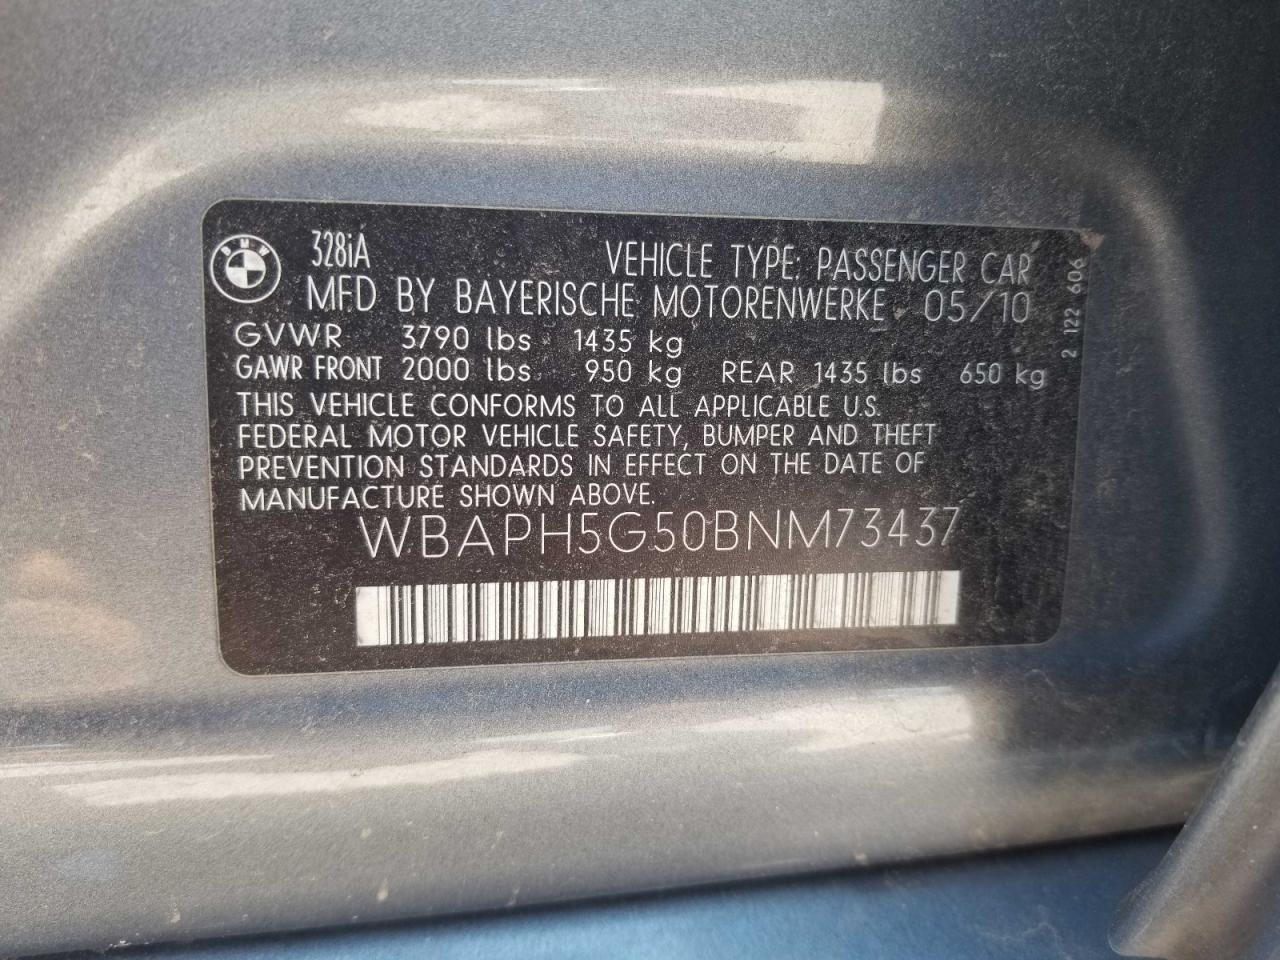 BMW
328iA VEHICLE TYPE: PASSENGER CAR
MFD BY BAYERISCHE MOTORENWERKE 05/10
GVWR 3790 lbs 1435 kg
GAWR FRONT 2000 lbs 950 kg REAR 1435 lbs 650 kg
THIS VEHICLE CONFORMS TO ALL APPLICABLE U.S.
FEDERAL MOTOR VEHICLE SAFETY, BUMPER AND THEFT
PREVENTION STANDARDS IN EFFECT ON THE DATE OF
MANUFACTURE SHOWN ABOVE.
WBAPH5G50BNM73437
2 122 606